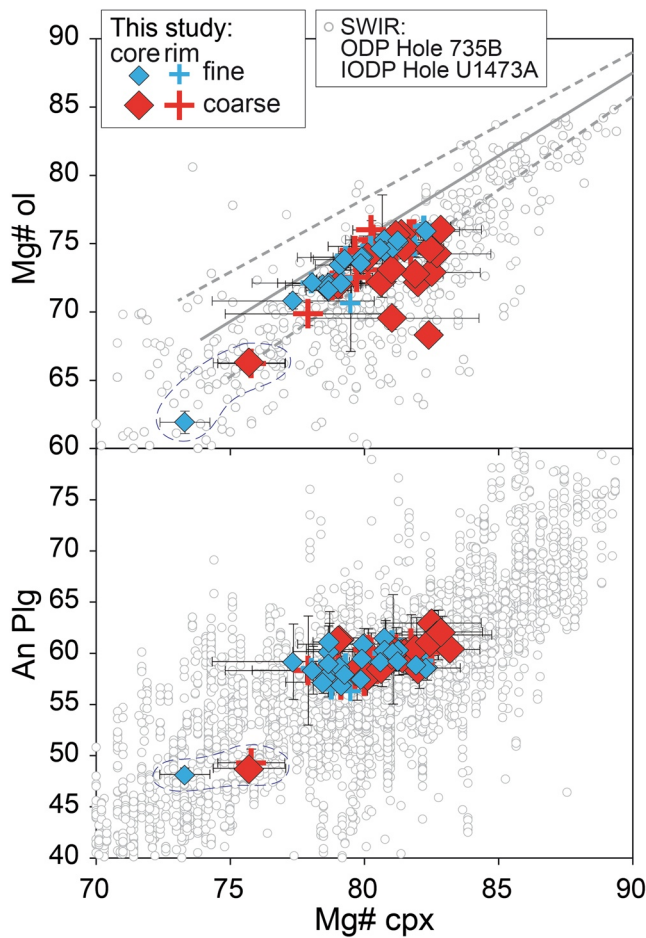 This study:
core rim
fine
coarse
SWIR:
ODP Hole 735B
IODP Hole U1473A
90
85
80
75
70
65
60
Mg# ol
75
70
65
60
55
50
45
40
An Plg
70 75 80 85 90
Mg# cpx